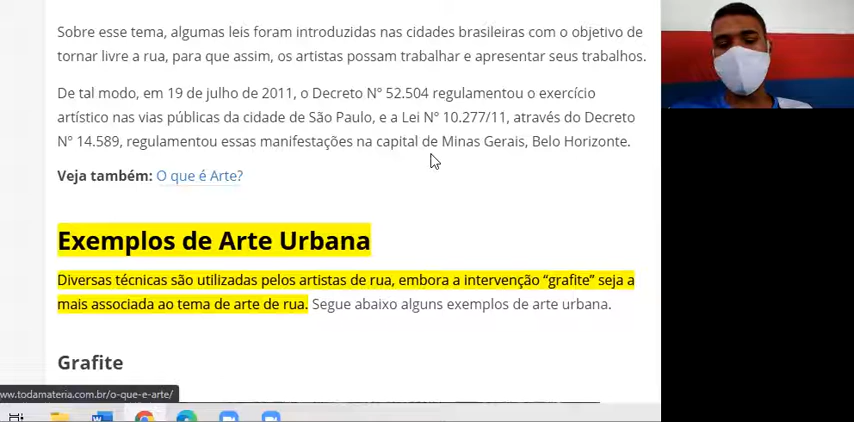 Sobre esse tema, algumas leis foram introduzidas nas cidades brasileiras com o objetivo de
tornar livre a rua, para que assim, os artistas possam trabalhar e apresentar seus trabalhos.
De tal modo, em 19 de julho de 2011, o Decreto Nº 52.504 regulamentou o exercício
artístico nas vias públicas da cidade de São Paulo, e a Lei Nº 10.277/11, através do Decreto
Nº 14.589, regulamentou essas manifestações na capital de Minas Gerais, Belo Horizonte.
Veja também: O que é Arte?
Exemplos de Arte Urbana
Diversas técnicas são utilizadas pelos artistas de rua, embora a intervenção “grafite” seja a
mais associada ao tema de arte de rua. Segue abaixo alguns exemplos de arte urbana.
Grafite
ww.todamateria.com.br/o-que-e-arte/